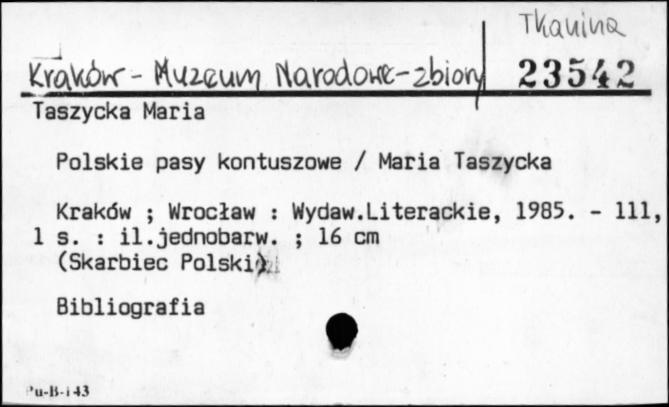 Tkanina
Kraków - Muzeum Narodowe - zbiory
23542
Taszycka Maria
Polskie pasy kontuszowe / Maria Taszycka
Kraków ; Wrocław : Wydaw.Literackie, 1985. - 111,
1 s. : il.jednobarw. ; 16 cm
(Skarbiec Polski)
Bibliografia
Pu-B-143